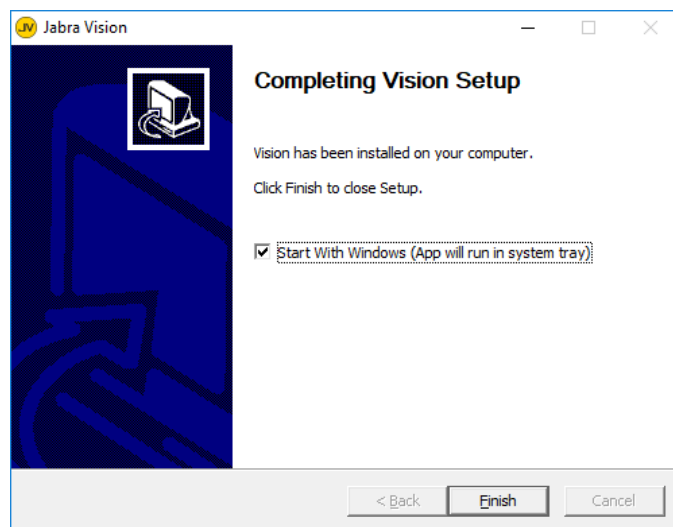 JV Jabra Vision
Completing Vision Setup
Vision has been installed on your computer.
Click Finish to close Setup.
Start With Windows (App will run in system tray)
< Back Finish Cancel